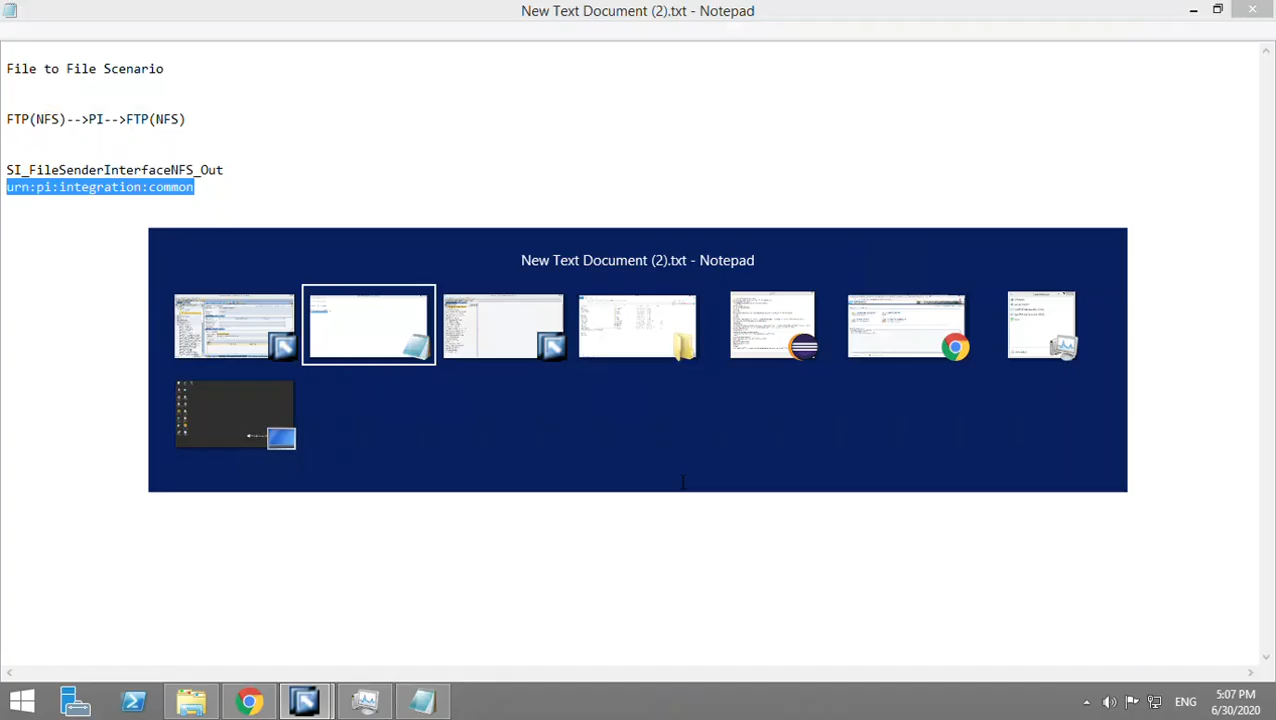 New Text Document (2).txt - Notepad
File to File Scenario
FTP(NFS)-->PI-->FTP(NFS)
SI_FileSenderInterfaceNFS_Out
urn:pi:integration:common
New Text Document (2).txt - Notepad
ENG
5:07 PM
6/30/2020